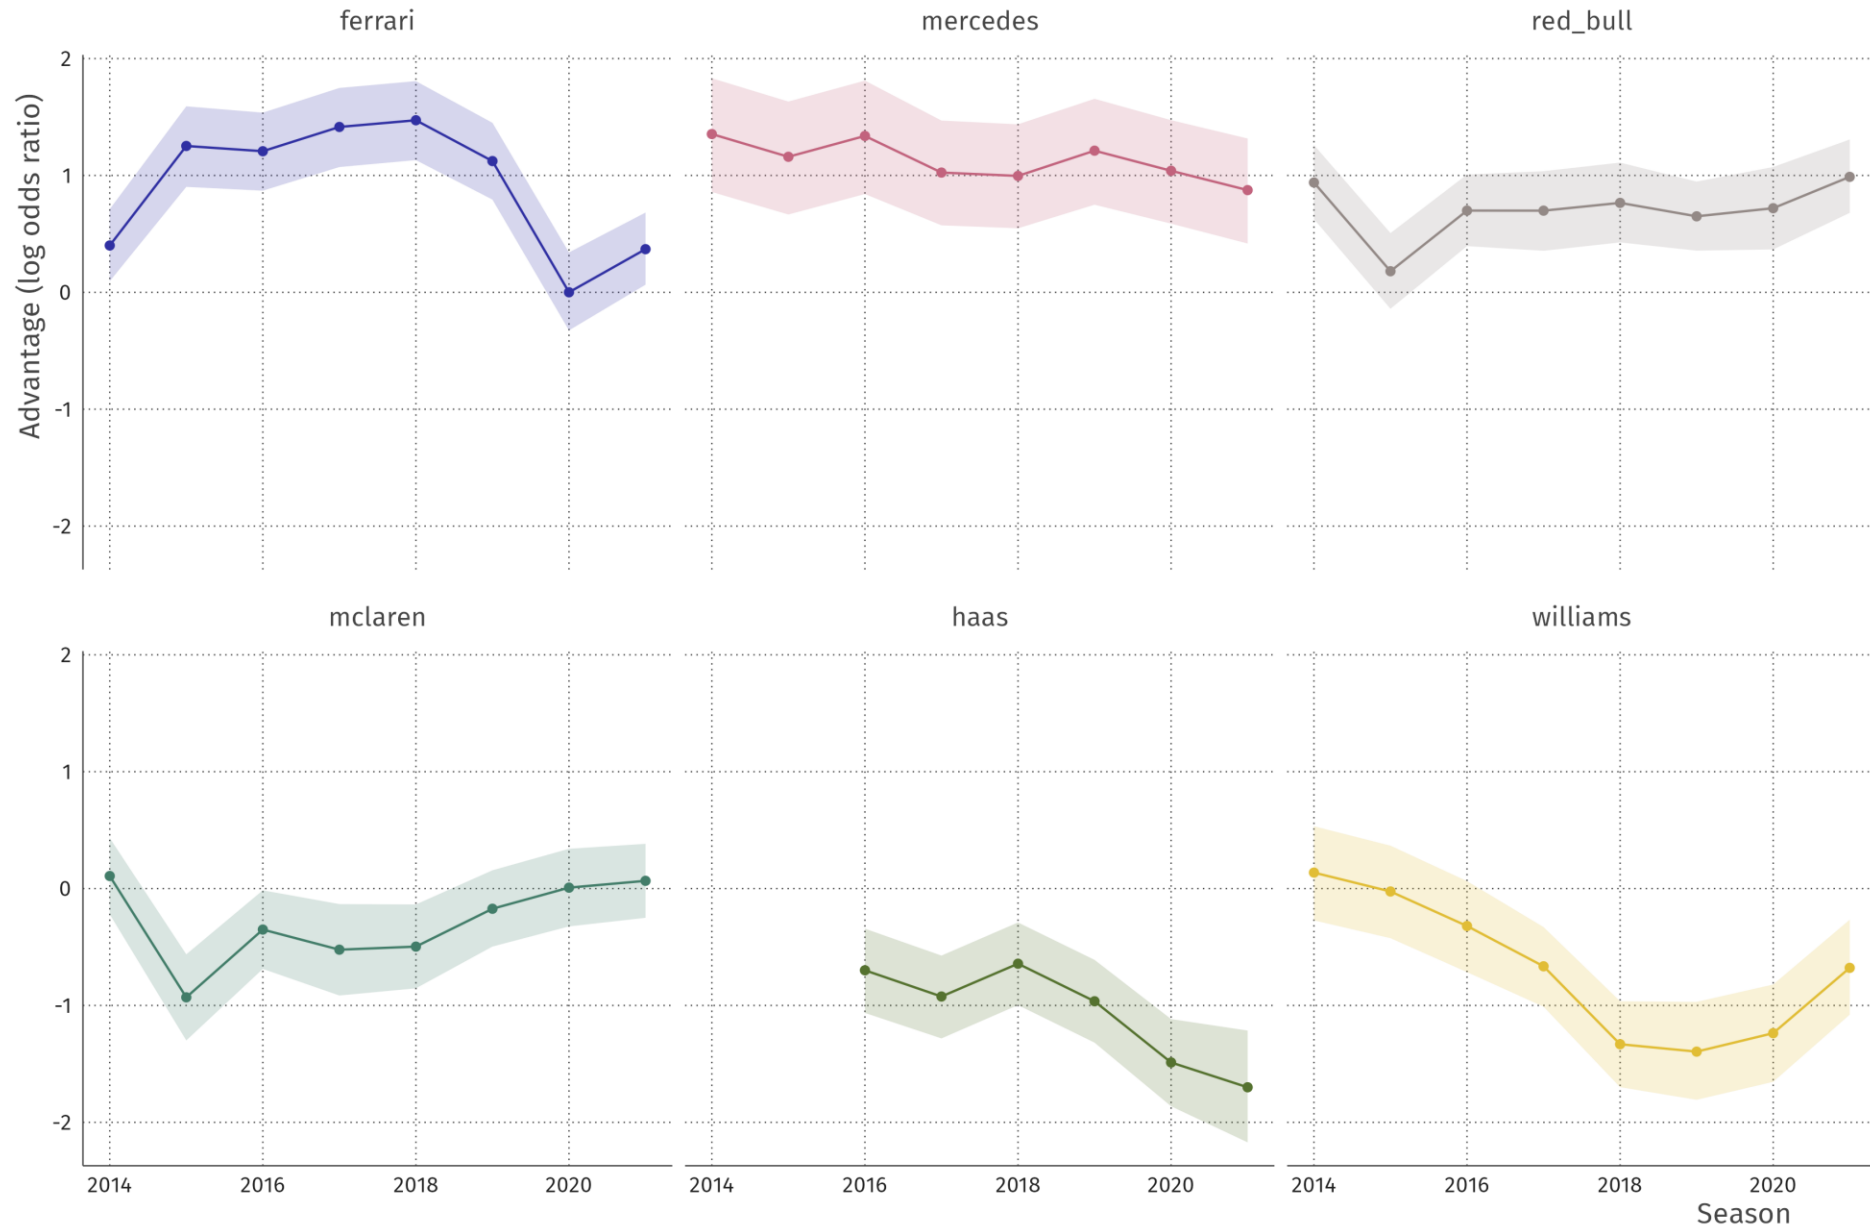 ferrari mercedes red_bull
Advantage (log odds ratio)
2
1
0
-1
-2
mclaren haas williams
2
1
0
-1
-2
2014 2016 2018 2020 2014 2016 2018 2020 2014 2016 2018 2020
Season